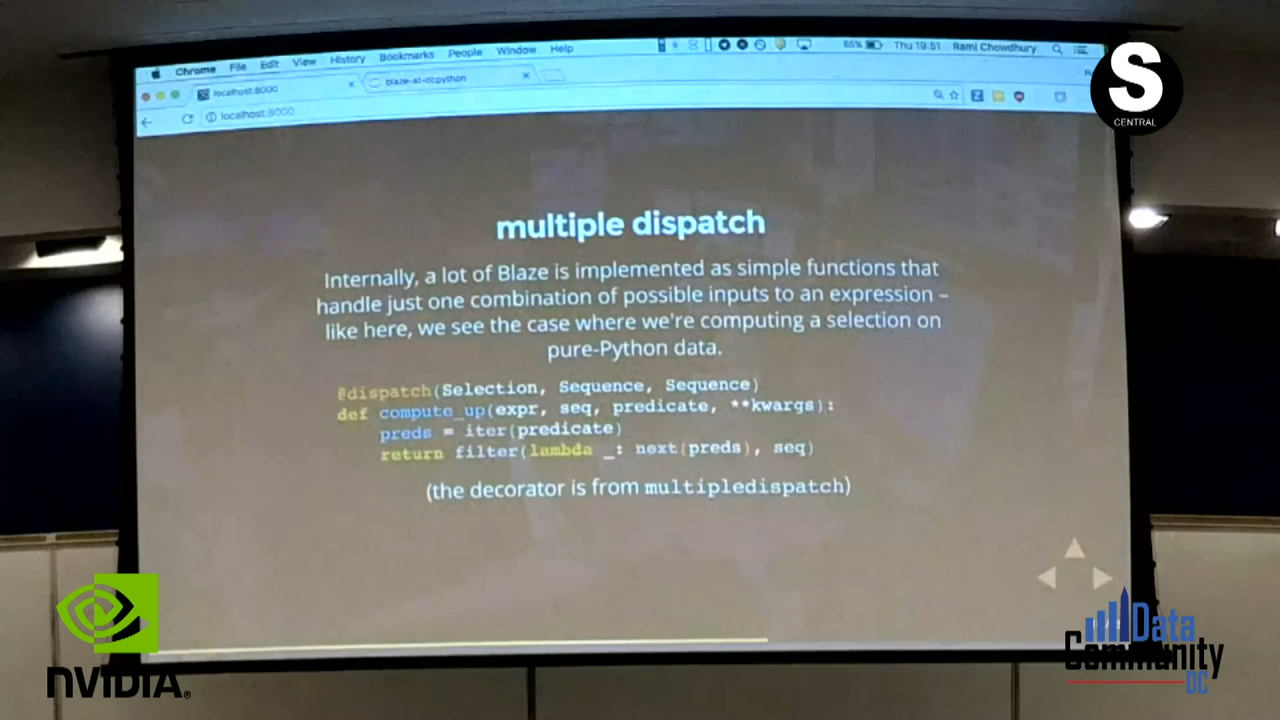 Chrome File Edit View History Bookmarks People Window Help 65% Thu 19:51 Rami Chowdhury
localhost:8000 blaze-at-dcpython
localhost:8000
S
CENTRAL
multiple dispatch
Internally, a lot of Blaze is implemented as simple functions that
handle just one combination of possible inputs to an expression –
like here, we see the case where we're computing a selection on
pure-Python data.
@dispatch(Selection, Sequence, Sequence)
def compute_up(expr, seq, predicate, **kwargs):
preds = iter(predicate)
return filter(lambda _: next(preds), seq)
(the decorator is from multipledispatch)
nVIDIA®
Data
Community
DC